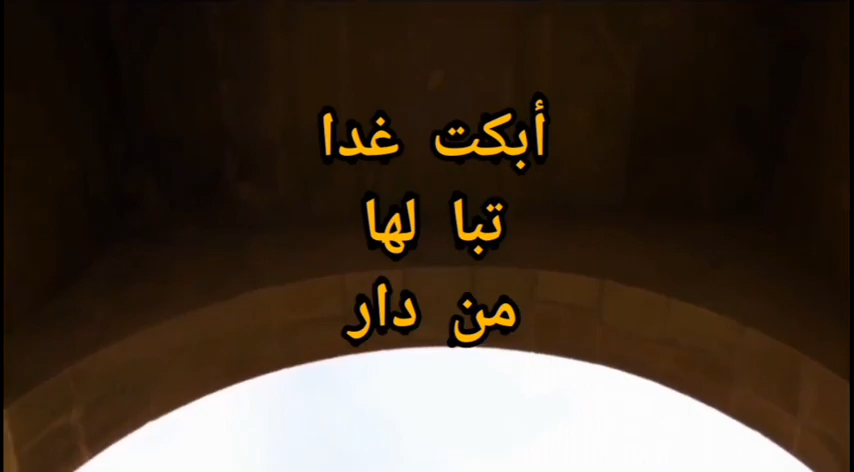 أبكت غدا
تبا لها
من دار